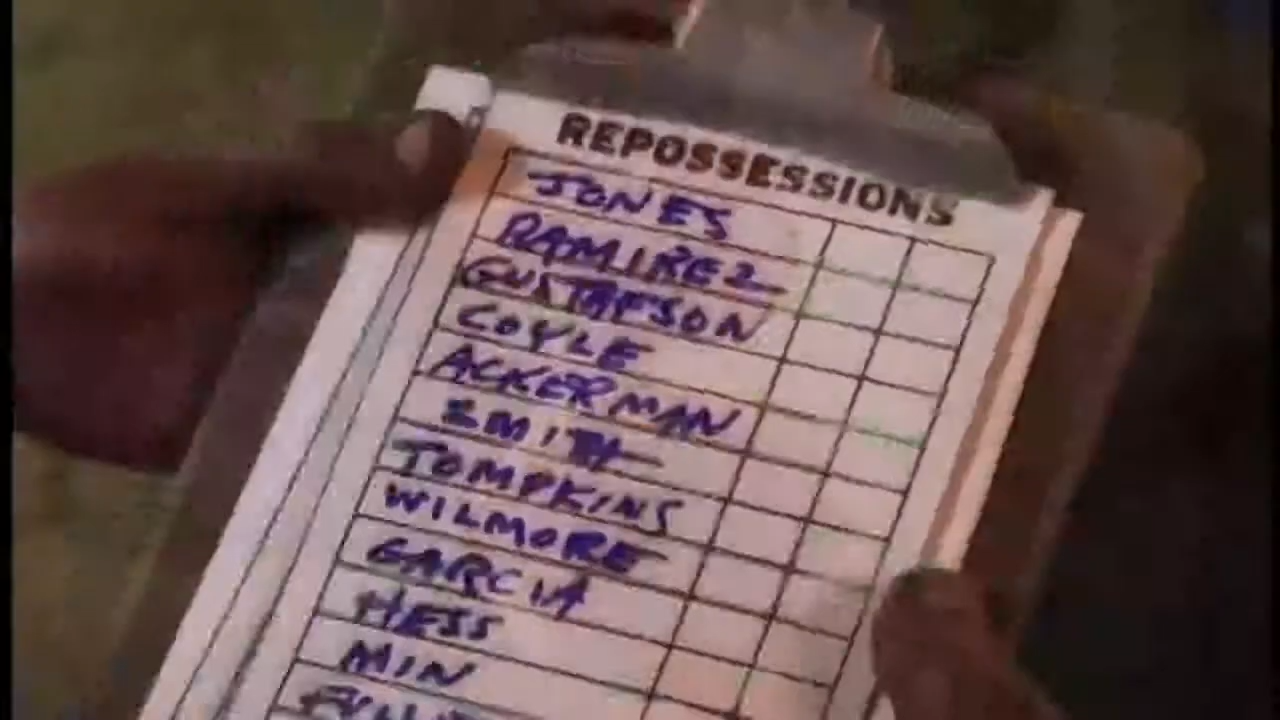 REPOSSESSIONS
JONES
RAMIREZ
GUSTAFSON
COYLE
ACKERMAN
SMITH
TOMPKINS
WILMORE
GARCIA
HESS
MIN